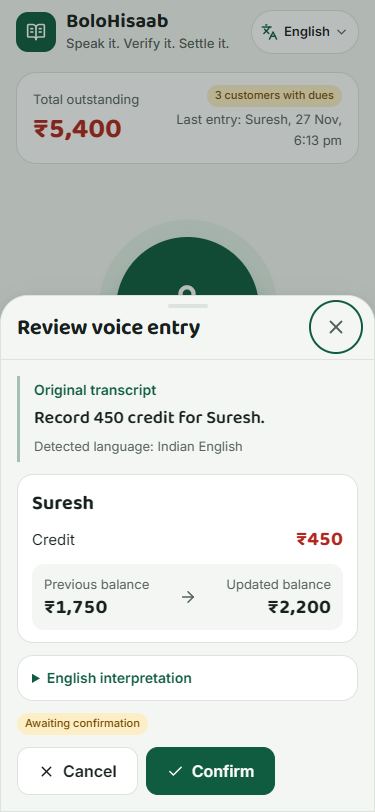 BoloHisaab
Speak it. Verify it. Settle it.
English
Total outstanding
₹5,400
3 customers with dues
Last entry: Suresh, 27 Nov,
6:13 pm
Review voice entry
Original transcript
Record 450 credit for Suresh.
Detected language: Indian English
Suresh
Credit
₹450
Previous balance
₹1,750
Updated balance
₹2,200
English interpretation
Awaiting confirmation
Cancel
Confirm